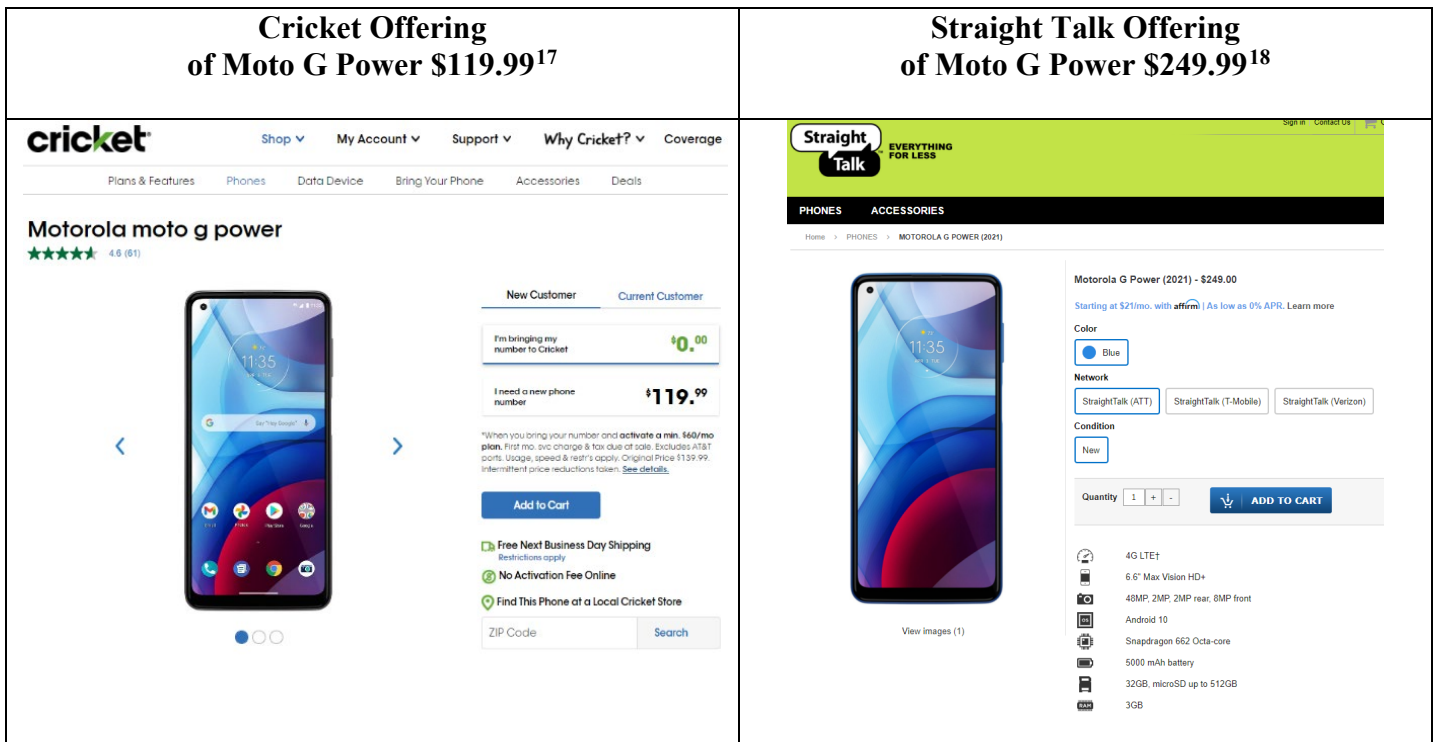 Cricket Offering
of Moto G Power $119.9917
Straight Talk Offering
of Moto G Power $249.9918
cricket
Shop My Account Support Why Cricket? Coverage
Plans & Features Phones Data Device Bring Your Phone Accessories Deals
Motorola moto g power
4.6 (61)
11:35
Say "Hey Google"
New Customer Current Customer
I'm bringing my
number to Cricket
$0.00
I need a new phone
number
$119.99
*When you bring your number and activate a min. $60/mo
plan. First mo. svc charge & tax due at sale. Excludes AT&T
ports. Usage, speed & restr's apply. Original Price $139.99.
Intermittent price reductions taken. See details.
Add to Cart
Free Next Business Day Shipping
Restrictions apply
No Activation Fee Online
Find This Phone at a Local Cricket Store
ZIP Code Search
Straight
Talk
EVERYTHING
FOR LESS
Sign in Contact Us
PHONES ACCESSORIES
Home > PHONES > MOTOROLA G POWER (2021)
11:35
View images (1)
Motorola G Power (2021) - $249.00
Starting at $21/mo. with affirm | As low as 0% APR. Learn more
Color
Blue
Network
StraightTalk (ATT) StraightTalk (T-Mobile) StraightTalk (Verizon)
Condition
New
Quantity 1 + - ADD TO CART
4G LTE†
6.6" Max Vision HD+
48MP, 2MP, 2MP rear, 8MP front
OS Android 10
Snapdragon 662 Octa-core
5000 mAh battery
32GB, microSD up to 512GB
RAM 3GB